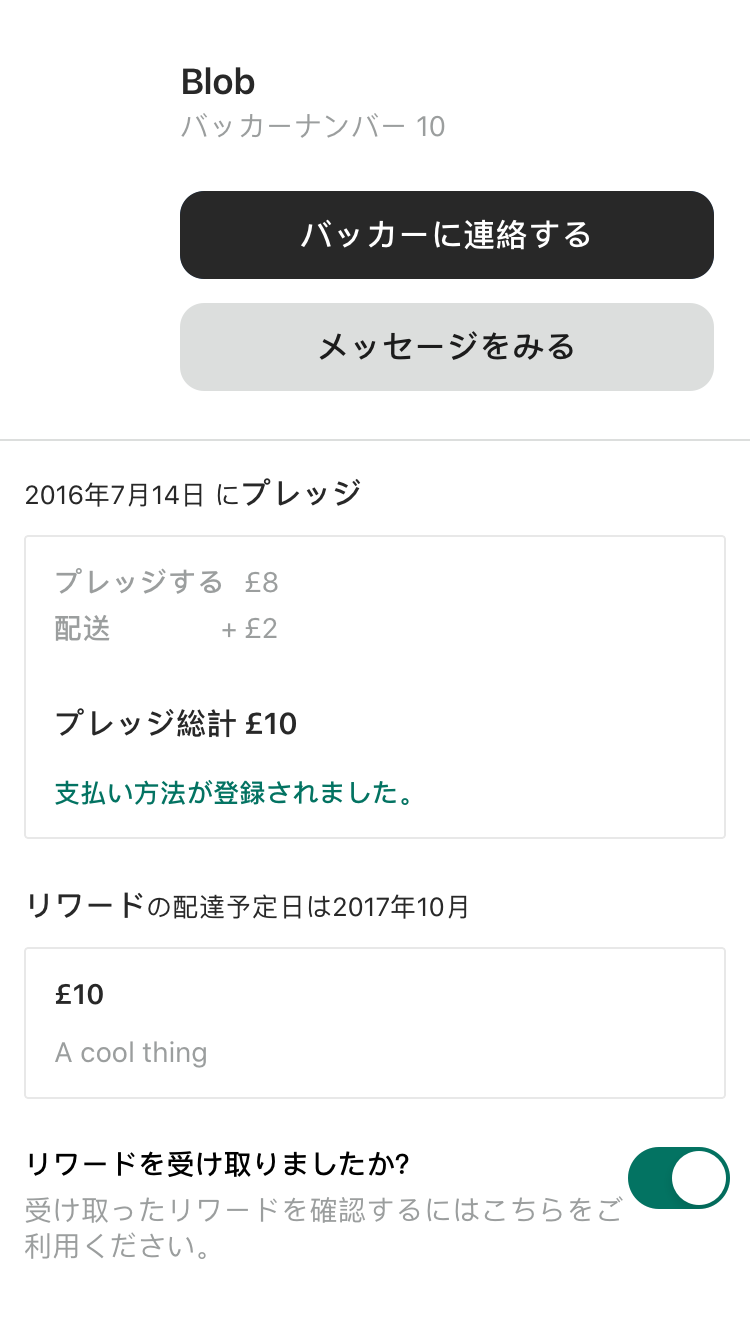 Blob
バッカーナンバー 10
バッカーに連絡する
メッセージをみる
2016年7月14日 にプレッジ
プレッジする £8
配送 + £2
プレッジ総計 £10
支払い方法が登録されました。
リワードの配達予定日は2017年10月
£10
A cool thing
リワードを受け取りましたか?
受け取ったリワードを確認するにはこちらをご
利用ください。